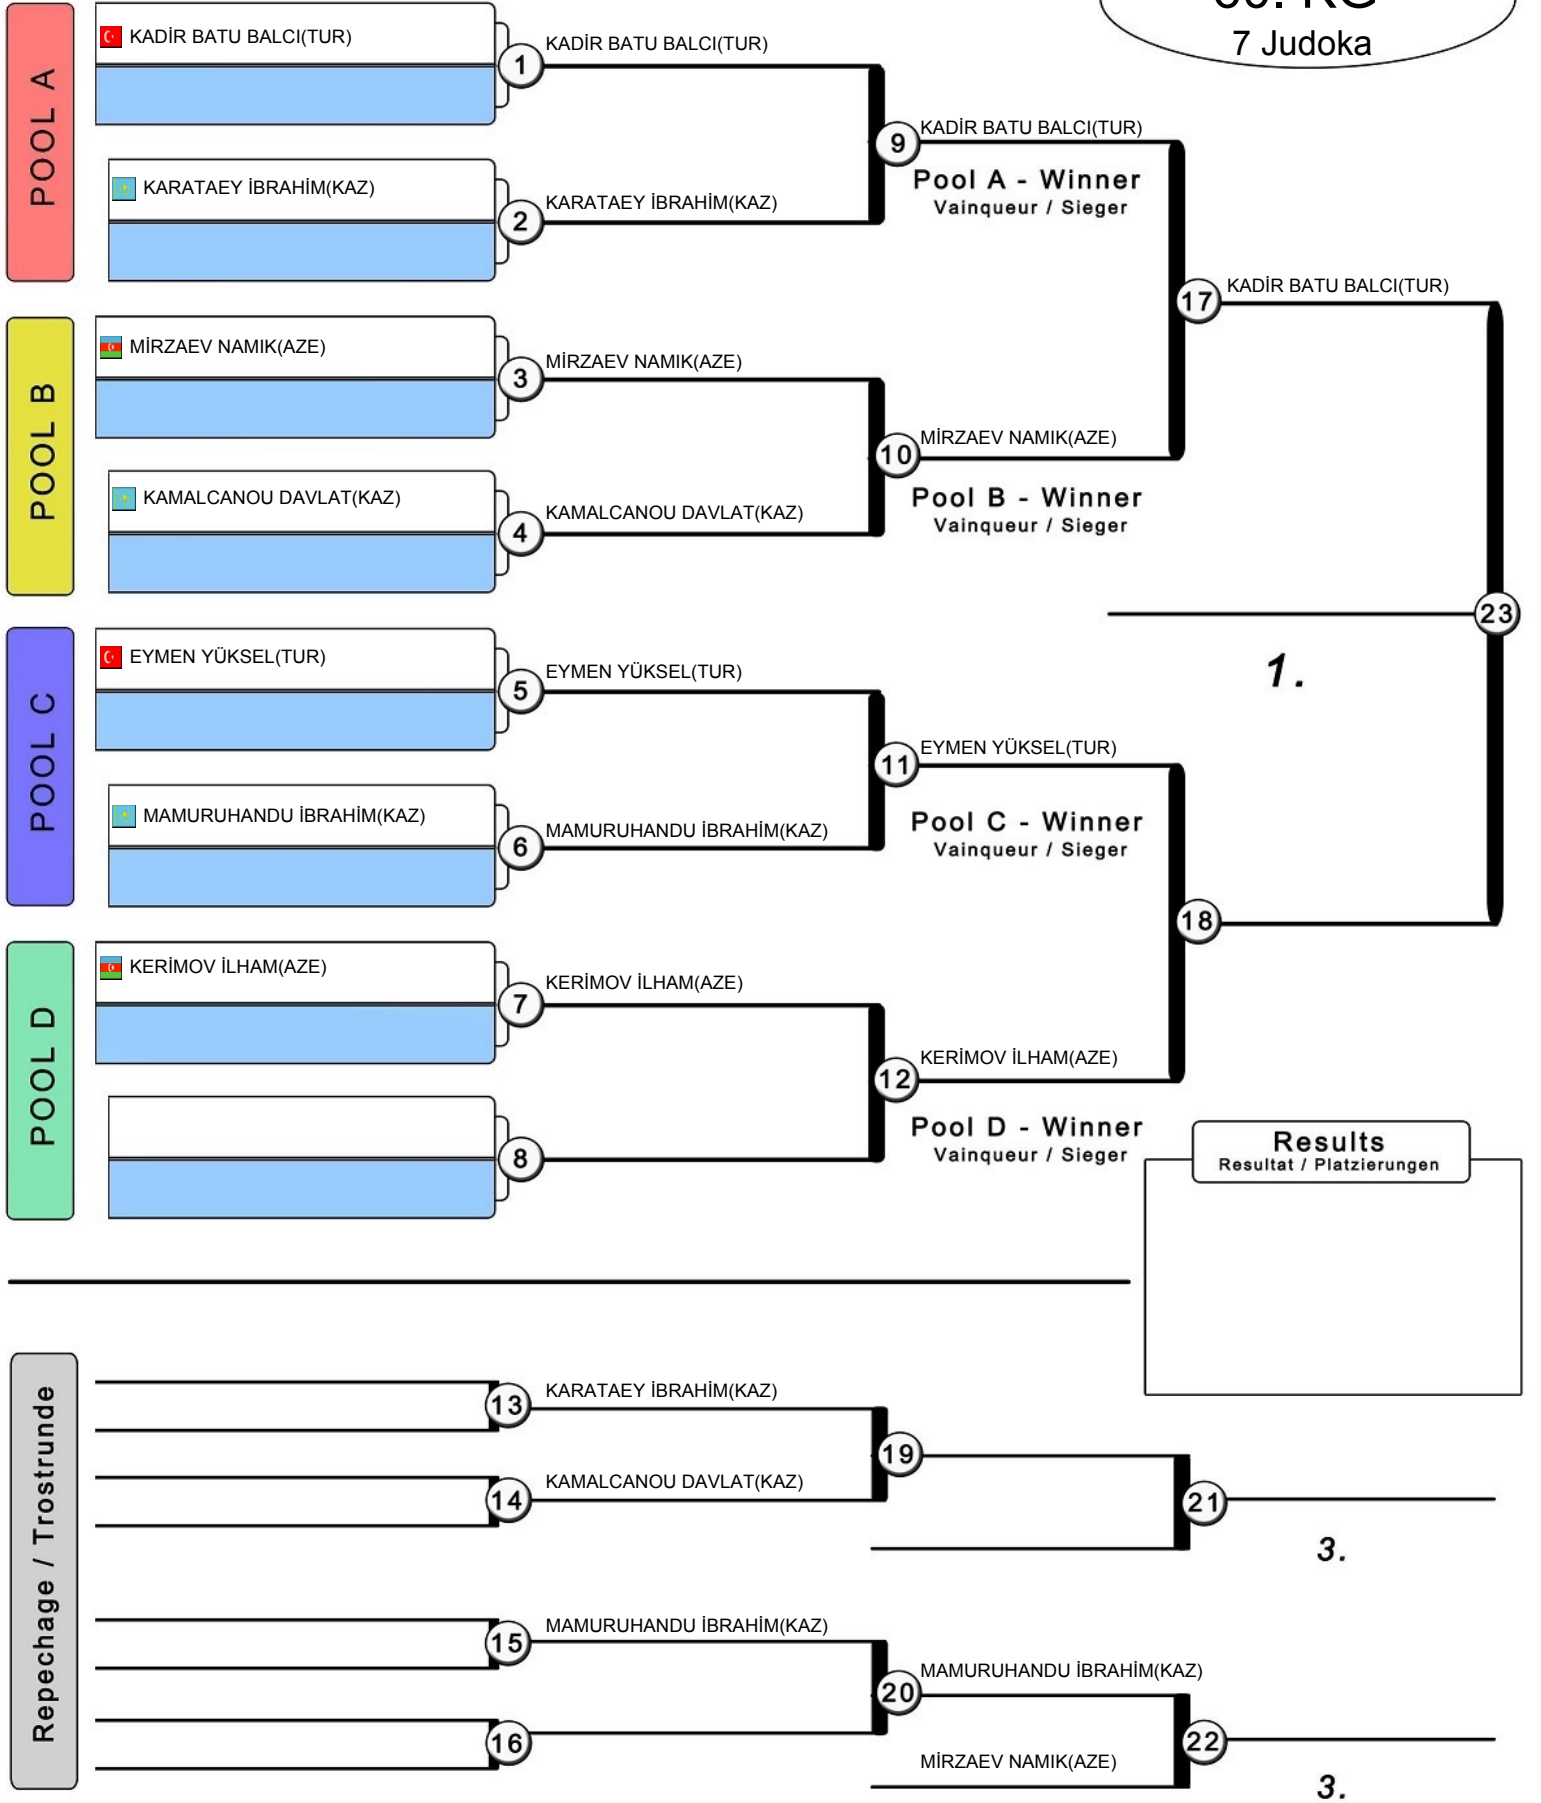 7 Judoka
POOL A
KADİR BATU BALCI(TUR)
1
KADİR BATU BALCI(TUR)
KARATAEY İBRAHİM(KAZ)
2
KARATAEY İBRAHİM(KAZ)
9
KADİR BATU BALCI(TUR)
Pool A - Winner
Vainqueur / Sieger
POOL B
MİRZAEV NAMIK(AZE)
3
MİRZAEV NAMIK(AZE)
KAMALCANOU DAVLAT(KAZ)
4
KAMALCANOU DAVLAT(KAZ)
10
MİRZAEV NAMIK(AZE)
Pool B - Winner
Vainqueur / Sieger
17
KADİR BATU BALCI(TUR)
23
1.
POOL C
EYMEN YÜKSEL(TUR)
5
EYMEN YÜKSEL(TUR)
MAMURUHANDU İBRAHİM(KAZ)
6
MAMURUHANDU İBRAHİM(KAZ)
11
EYMEN YÜKSEL(TUR)
Pool C - Winner
Vainqueur / Sieger
18
POOL D
KERİMOV İLHAM(AZE)
7
KERİMOV İLHAM(AZE)
8
12
KERİMOV İLHAM(AZE)
Pool D - Winner
Vainqueur / Sieger
Results
Resultat / Platzierungen
Repechage / Trostrunde
13
KARATAEY İBRAHİM(KAZ)
14
KAMALCANOU DAVLAT(KAZ)
19
21
3.
15
MAMURUHANDU İBRAHİM(KAZ)
16
20
MAMURUHANDU İBRAHİM(KAZ)
MİRZAEV NAMIK(AZE)
22
3.